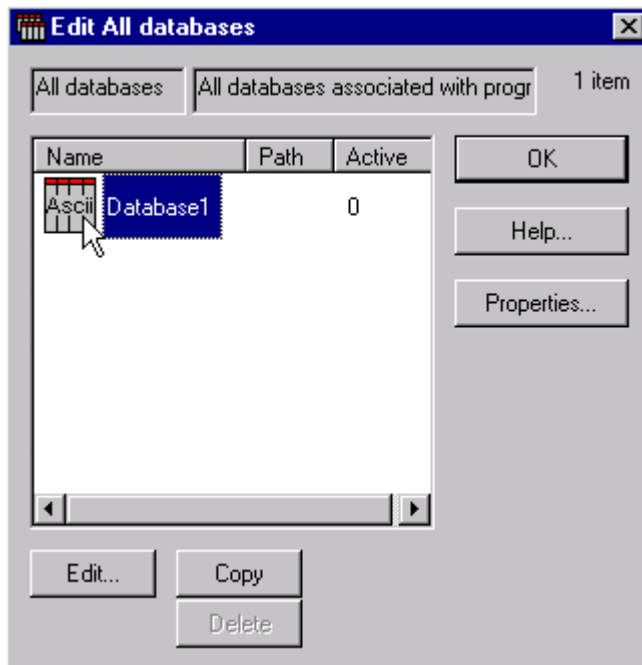 Edit All databases
All databases
All databases associated with progr
1 item
Name Path Active
Ascii Database1 0
OK
Help...
Properties...
Edit...
Copy
Delete